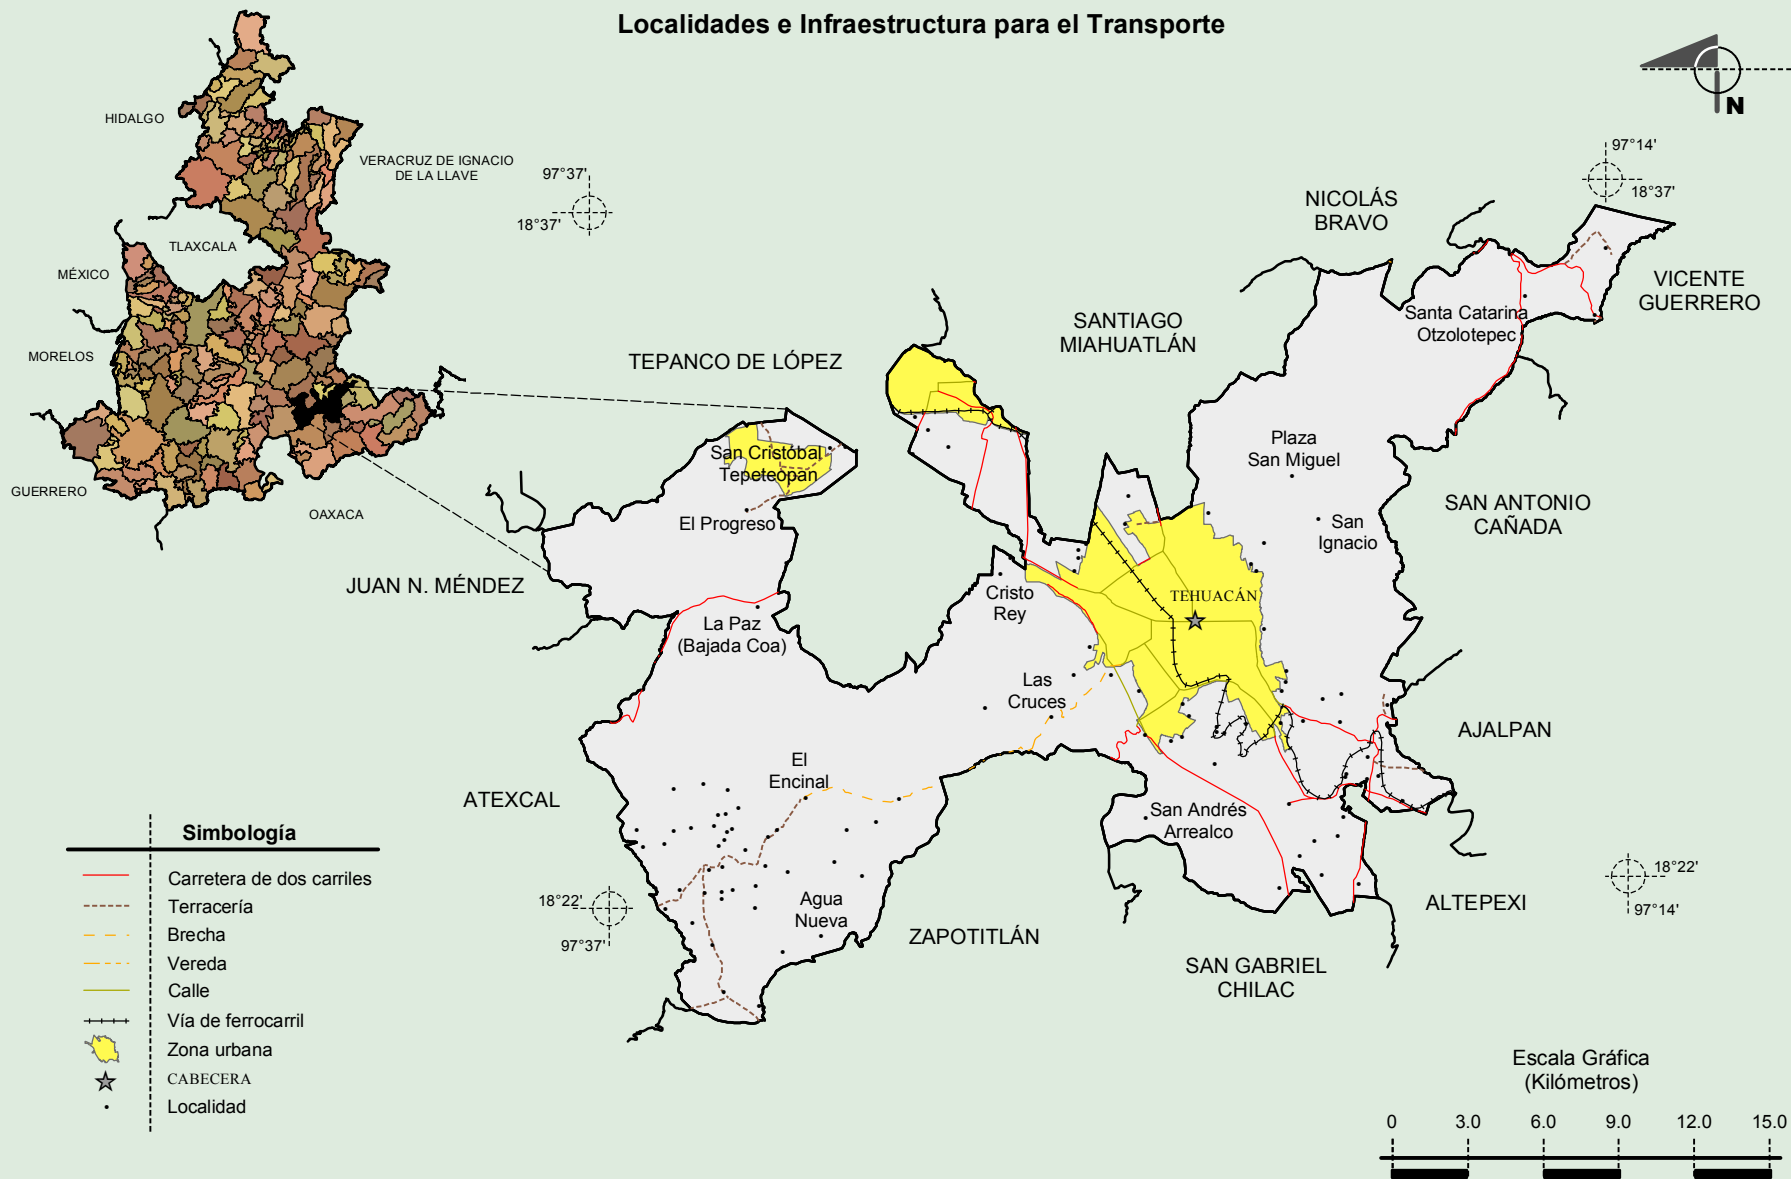 Localidades e Infraestructura para el Transporte
N
HIDALGO
VERACRUZ DE IGNACIO
DE LA LLAVE
TLAXCALA
MÉXICO
MORELOS
GUERRERO
OAXACA
97°37'
18°37'
97°14'
18°37'
NICOLÁS
BRAVO
VICENTE
GUERRERO
SANTIAGO
MIAHUATLÁN
TEPANCO DE LÓPEZ
Santa Catarina
Otzolotepec
San Cristóbal
Tepeteopan
Plaza
San Miguel
El Progreso
San
Ignacio
SAN ANTONIO
CAÑADA
JUAN N. MÉNDEZ
Cristo
Rey
TEHUACÁN
La Paz
(Bajada Coa)
Las
Cruces
AJALPAN
El
Encinal
ATEXCAL
San Andrés
Arrealco
Agua
Nueva
ZAPOTITLÁN
ALTEPEXI
SAN GABRIEL
CHILAC
18°22'
97°37'
18°22'
97°14'
Simbología
Carretera de dos carriles
Terracería
Brecha
Vereda
Calle
Vía de ferrocarril
Zona urbana
CABECERA
Localidad
Escala Gráfica
(Kilómetros)
0 3.0 6.0 9.0 12.0 15.0